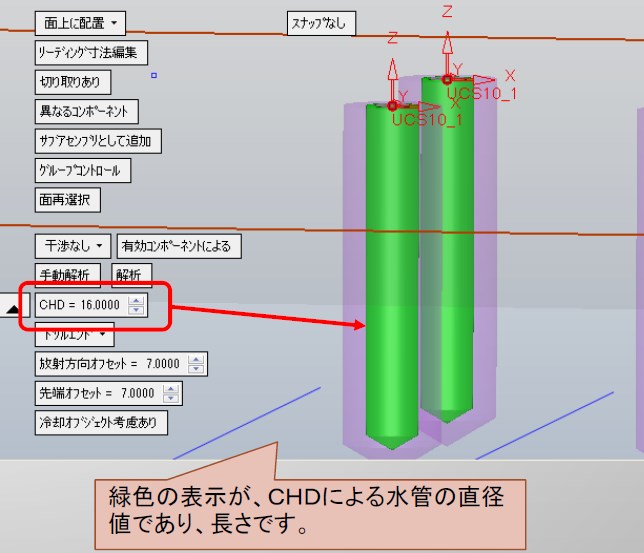 面上に配置
スナップなし
リーディング寸法編集
切り取りあり
異なるコンポーネント
サブアセンブリとして追加
グループコントロール
面再選択
干渉なし 有効コンポーネントによる
手動解析 解析
CHD = 16.0000
ドリルエンド
放射方向オフセット = 7.0000
先端オフセット = 7.0000
冷却オブジェクト考慮あり
Z
Z
Y X
UCS10_1
Y X
UCS10_1
緑色の表示が、CHDによる水管の直径
値であり、長さです。